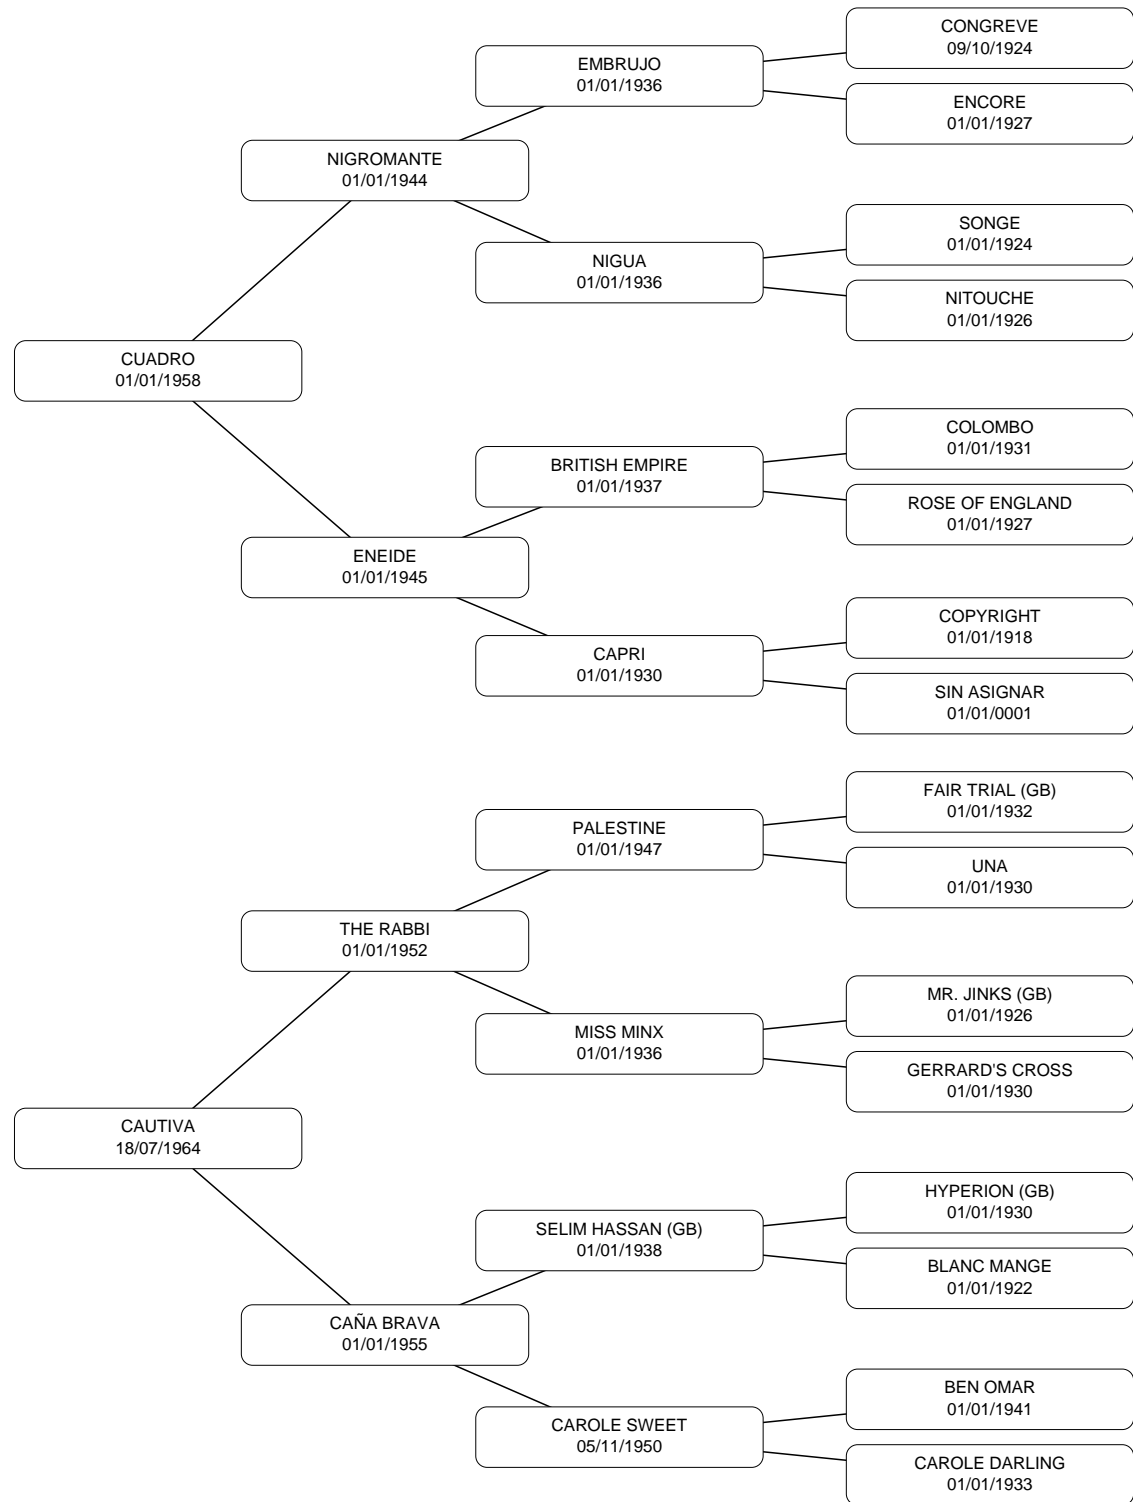 CONGREVE
09/10/1924
EMBRUJO
01/01/1936
ENCORE
01/01/1927
NIGROMANTE
01/01/1944
SONGE
01/01/1924
NIGUA
01/01/1936
NITOUCHE
01/01/1926
CUADRO
01/01/1958
COLOMBO
01/01/1931
BRITISH EMPIRE
01/01/1937
ROSE OF ENGLAND
01/01/1927
ENEIDE
01/01/1945
COPYRIGHT
01/01/1918
CAPRI
01/01/1930
SIN ASIGNAR
01/01/0001
FAIR TRIAL (GB)
01/01/1932
PALESTINE
01/01/1947
UNA
01/01/1930
THE RABBI
01/01/1952
MR. JINKS (GB)
01/01/1926
MISS MINX
01/01/1936
GERRARD'S CROSS
01/01/1930
CAUTIVA
18/07/1964
HYPERION (GB)
01/01/1930
SELIM HASSAN (GB)
01/01/1938
BLANC MANGE
01/01/1922
CAÑA BRAVA
01/01/1955
BEN OMAR
01/01/1941
CAROLE SWEET
05/11/1950
CAROLE DARLING
01/01/1933